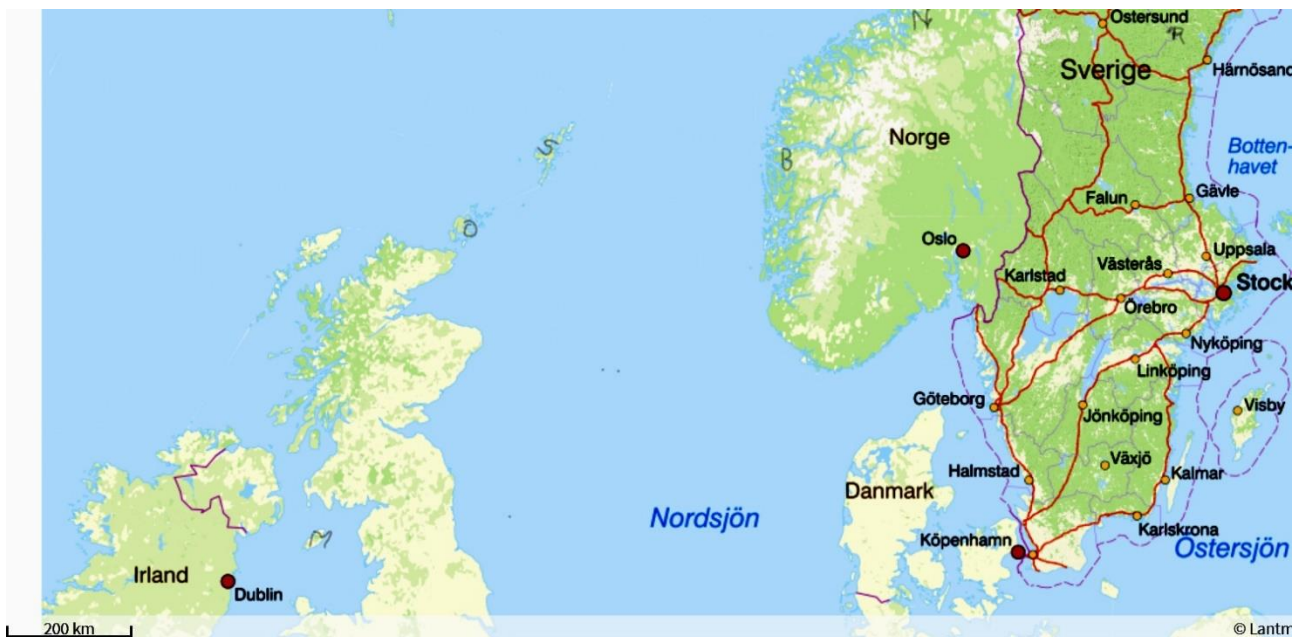 N
Östersund
R
Sverige
Härnösand
Norge
Botten-
havet
S
B
Falun
Gävle
O
Oslo
Uppsala
Karlstad
Västerås
Stock
Örebro
Nyköping
Linköping
Göteborg
Jönköping
Visby
Växjö
Halmstad
Kalmar
Danmark
Nordsjön
Karlskrona
Köpenhamn
Östersjön
M
Irland
Dublin
200 km
© Lantm